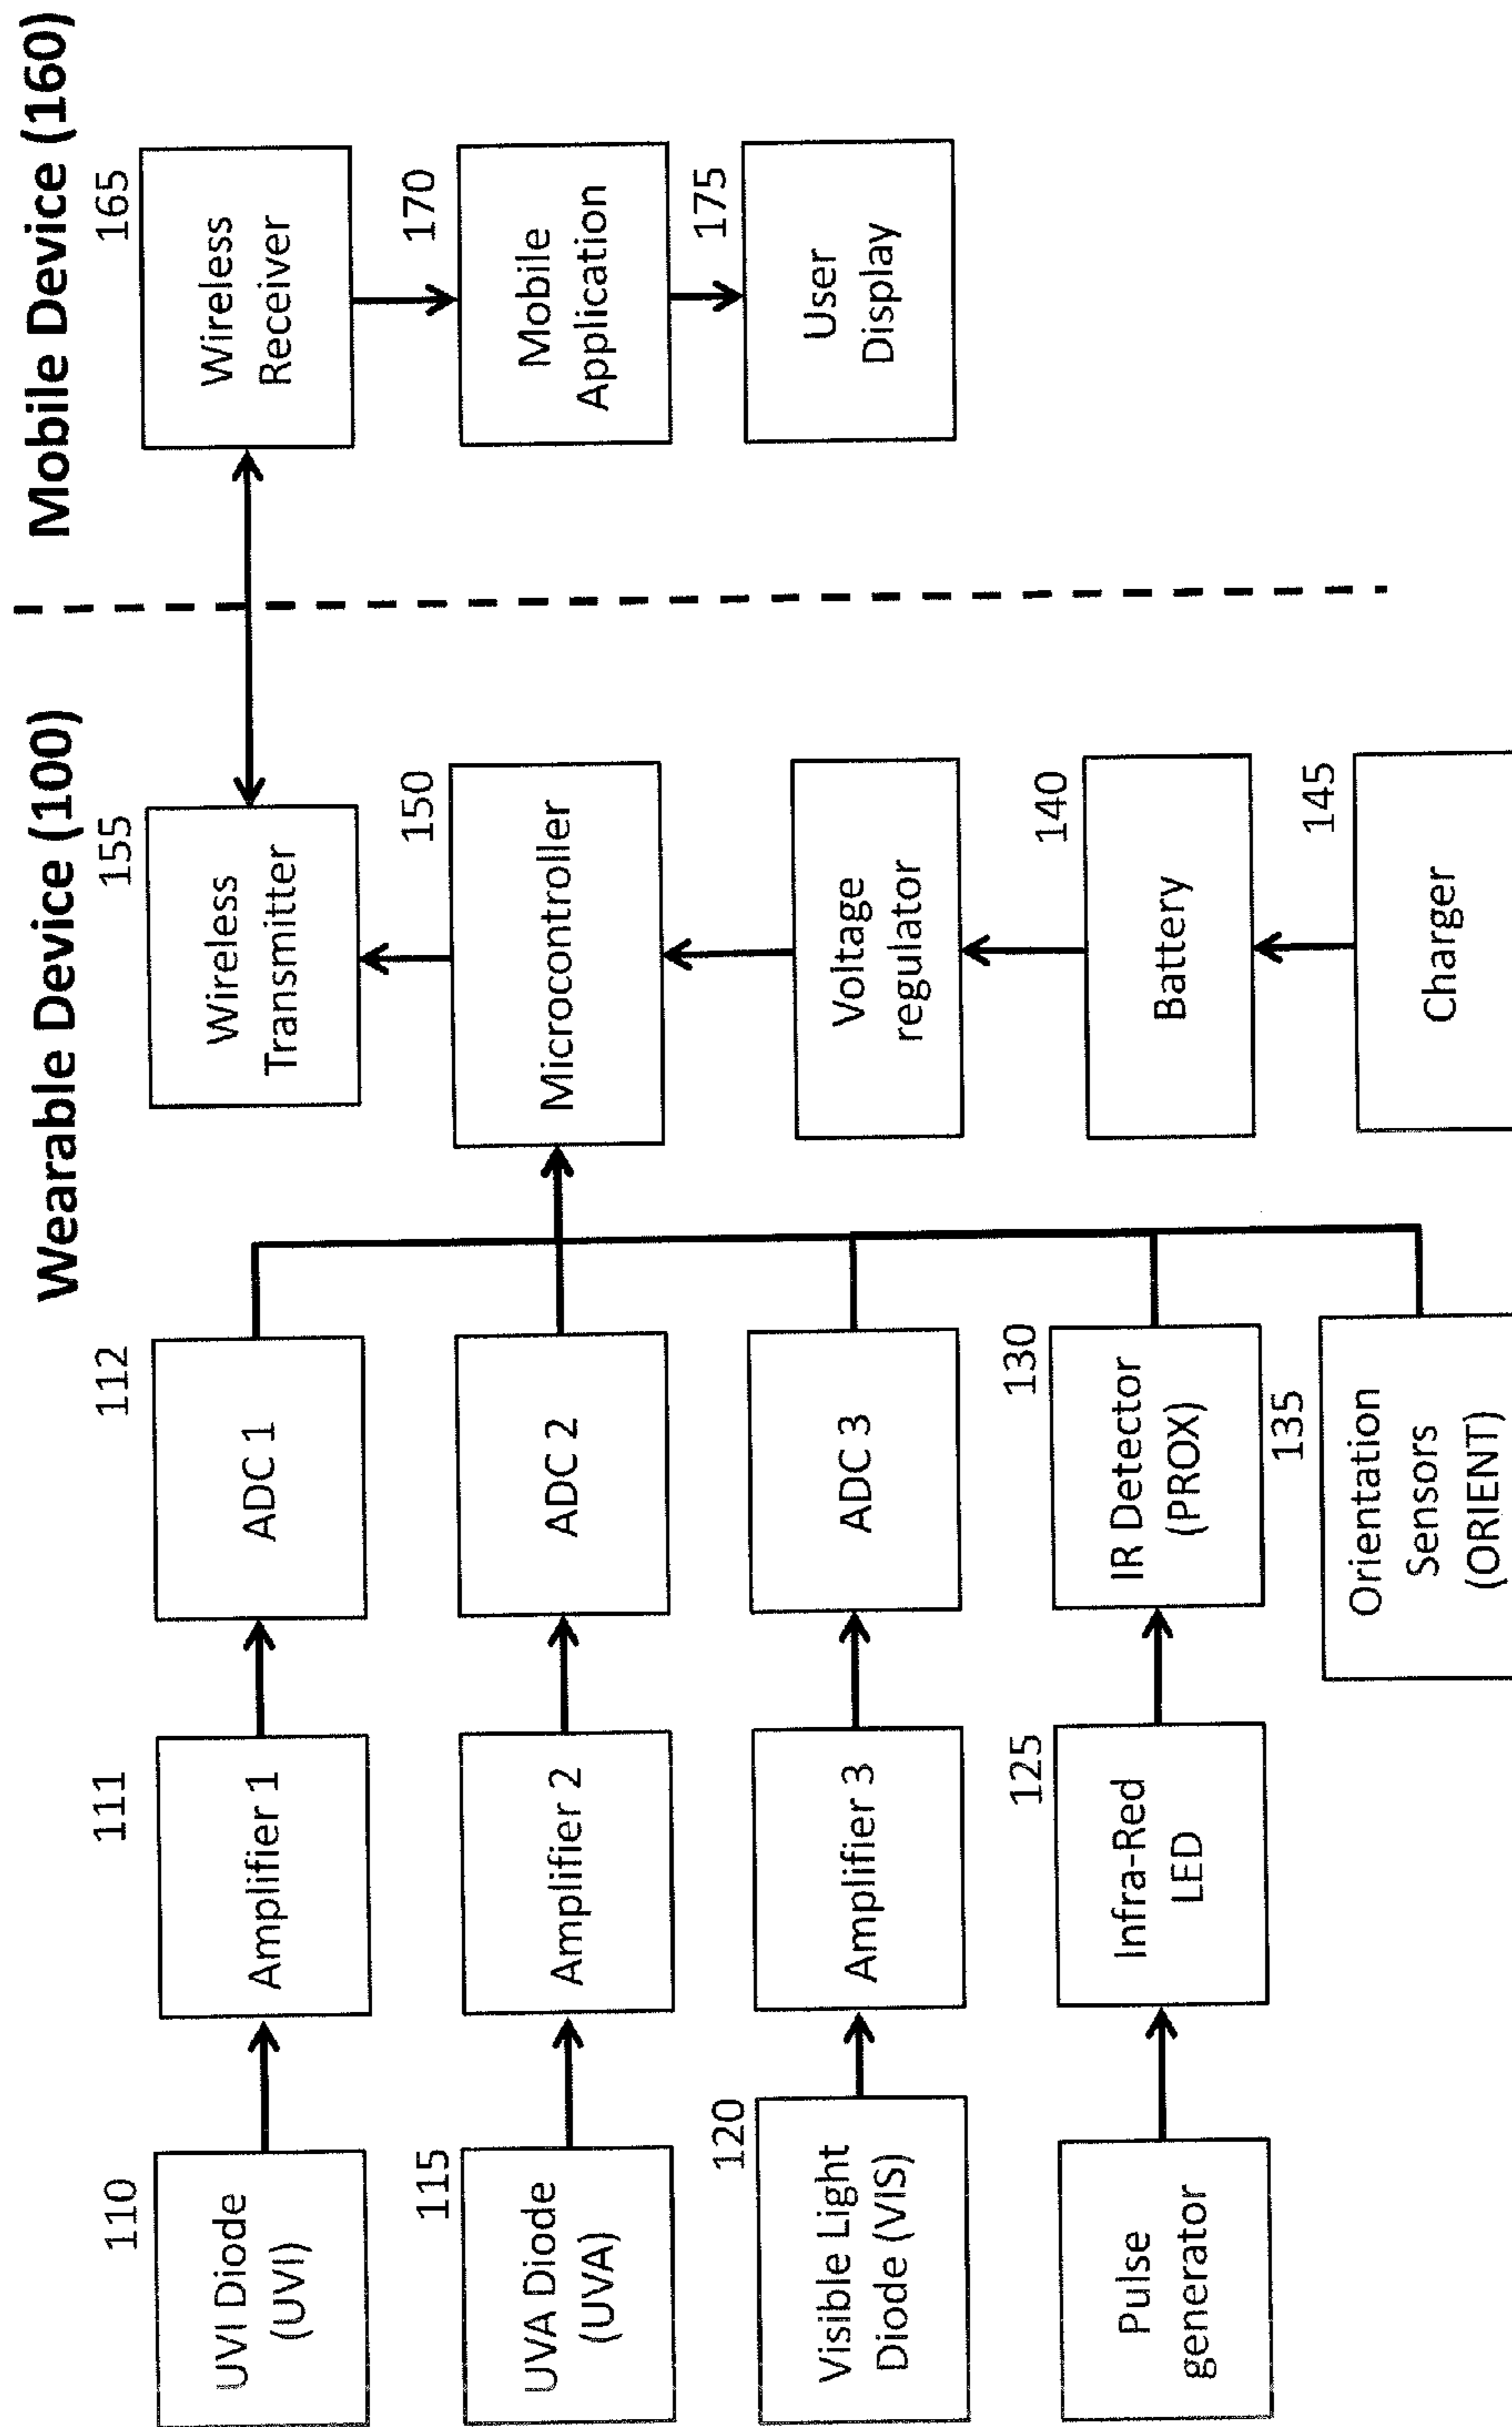 Wearable Device (100)
Mobile Device (160)
110
UVI Diode
(UVI)
111
Amplifier 1
112
ADC 1
155
Wireless
Transmitter
165
Wireless
Receiver
115
UVA Diode
(UVA)
Amplifier 2
ADC 2
150
Microcontroller
170
Mobile
Application
120
Visible Light
Diode (VIS)
Amplifier 3
ADC 3
Voltage
regulator
175
User
Display
Pulse
generator
125
Infra-Red
LED
130
IR Detector
(PROX)
140
Battery
135
Orientation
Sensors
(ORIENT)
145
Charger